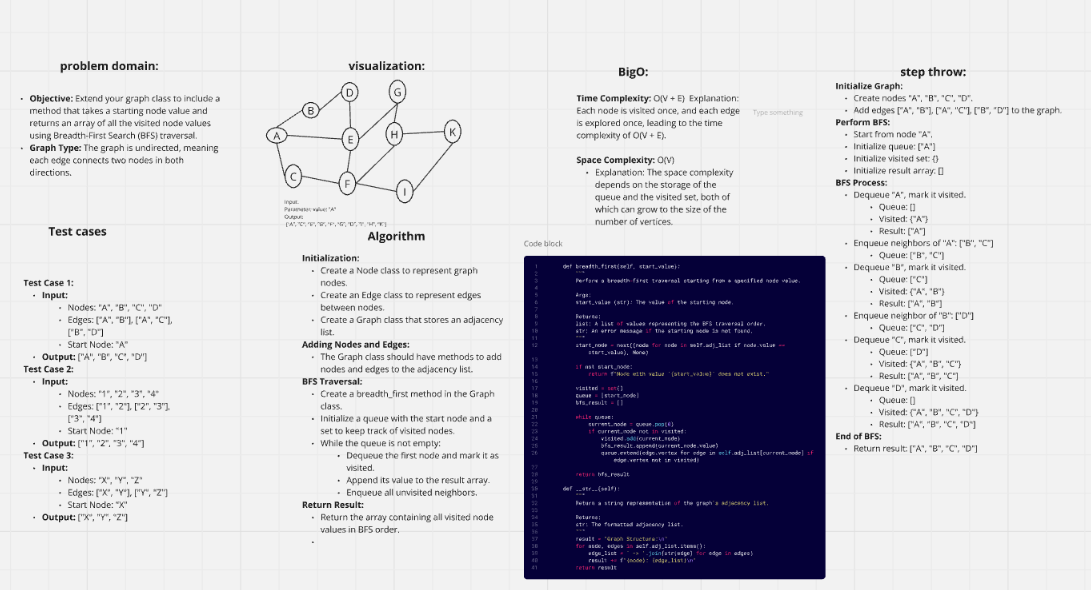 problem domain:
Objective: Extend your graph class to include a
method that takes a starting node value and
returns an array of all the visited node values
using Breadth-First Search (BFS) traversal.
Graph Type: The graph is undirected, meaning
each edge connects two nodes in both
directions.
Test cases
Test Case 1:
Input:
Nodes: "A", "B", "C", "D"
Edges: ["A", "B"], ["A", "C"],
["B", "D"]
Start Node: "A"
Output: ["A", "B", "C", "D"]
Test Case 2:
Input:
Nodes: "1", "2", "3", "4"
Edges: ["1", "2"], ["2", "3"],
["3", "4"]
Start Node: "1"
Output: ["1", "2", "3", "4"]
Test Case 3:
Input:
Nodes: "X", "Y", "Z"
Edges: ["X", "Y"], ["Y", "Z"]
Start Node: "X"
Output: ["X", "Y", "Z"]
visualization:
D
G
B
A
E
H
K
C
F
I
Input:
Parameter value: "A"
Output:
Algorithm
Initialization:
Create a Node class to represent graph
nodes.
Create an Edge class to represent edges
between nodes.
Create a Graph class that stores an adjacency
list.
Adding Nodes and Edges:
The Graph class should have methods to add
nodes and edges to the adjacency list.
BFS Traversal:
Create a breadth_first method in the Graph
class.
Initialize a queue with the start node and a
set to keep track of visited nodes.
While the queue is not empty:
Dequeue the first node and mark it as
visited.
Append its value to the result array.
Enqueue all unvisited neighbors.
Return Result:
Return the array containing all visited node
values in BFS order.
BigO:
Time Complexity: O(V + E) Explanation:
Each node is visited once, and each edge
is explored once, leading to the time
complexity of O(V + E).
Type something
Space Complexity: O(V)
Explanation: The space complexity
depends on the storage of the
queue and the visited set, both of
which can grow to the size of the
number of vertices.
Code block
def breadth_first(self, start_value):
"""
Perform a breadth-first traversal starting from a specified node value.
Args:
start_value (str): The value of the starting node.
Returns:
list: A list of values representing the BFS traversal order.
str: An error message if the starting node is not found.
"""
start_node = next((node for node in self.adj_list if node.value ==
start_value), None)
if not start_node:
return f"Node with value '{start_value}' does not exist."
visited = set()
queue = [start_node]
bfs_result = []
while queue:
current_node = queue.pop(0)
if current_node not in visited:
visited.add(current_node)
bfs_result.append(current_node.value)
queue.extend(edge.vertex for edge in self.adj_list[current_node] if
edge.vertex not in visited)
return bfs_result
def __str__(self):
"""
Return a string representation of the graph's adjacency list.
Returns:
str: The formatted adjacency list.
"""
result = "Graph Structure:\n"
for node, edges in self.adj_list.items():
edge_list = " -> ".join(str(edge) for edge in edges)
result += f"{node}: {edge_list}\n"
return result
step throw:
Initialize Graph:
Create nodes "A", "B", "C", "D".
Add edges ["A", "B"], ["A", "C"], ["B", "D"] to the graph.
Perform BFS:
Start from node "A".
Initialize queue: ["A"]
Initialize visited set: {}
Initialize result array: []
BFS Process:
Dequeue "A", mark it visited.
Queue: []
Visited: {"A"}
Result: ["A"]
Enqueue neighbors of "A": ["B", "C"]
Queue: ["B", "C"]
Dequeue "B", mark it visited.
Queue: ["C"]
Visited: {"A", "B"}
Result: ["A", "B"]
Enqueue neighbor of "B": ["D"]
Queue: ["C", "D"]
Dequeue "C", mark it visited.
Queue: ["D"]
Visited: {"A", "B", "C"}
Result: ["A", "B", "C"]
Dequeue "D", mark it visited.
Queue: []
Visited: {"A", "B", "C", "D"}
Result: ["A", "B", "C", "D"]
End of BFS:
Return result: ["A", "B", "C", "D"]